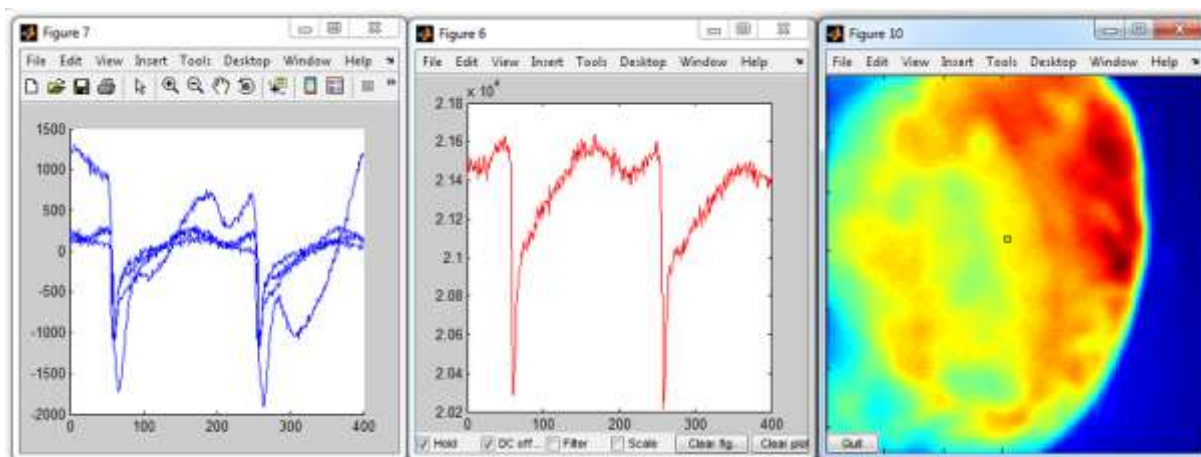 Figure 7
File Edit View Insert Tools Desktop Window Help
1500
1000
500
0
-500
-1000
-1500
-2000
0 100 200 300 400
Figure 6
File Edit View Insert Tools Desktop Window Help
x 10⁴
2.18
2.16
2.14
2.12
2.1
2.08
2.06
2.04
2.02
0 100 200 300 400
Hold DC off... Filter Scale Clear fig. Clear plot
Figure 10
File Edit View Insert Tools Desktop Window Help
Quit